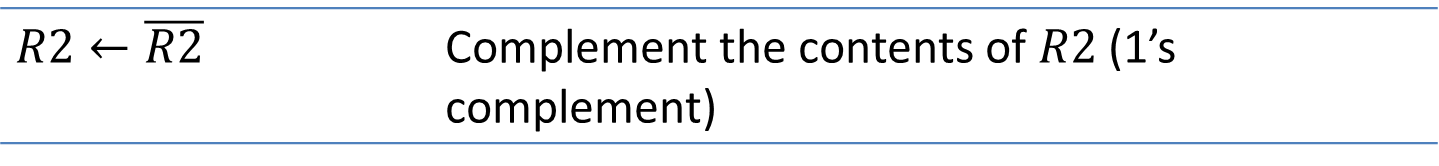 R2 ← R2̅ Complement the contents of R2 (1’s
complement)